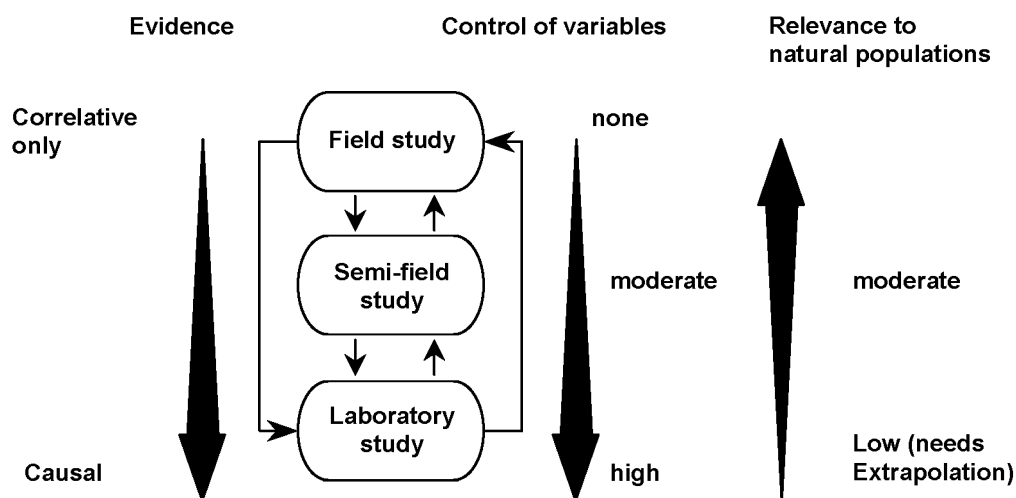 Evidence
Control of variables
Relevance to
natural populations
Correlative
only
Field study
none
Semi-field
study
moderate
moderate
Laboratory
study
Causal
high
Low (needs
Extrapolation)